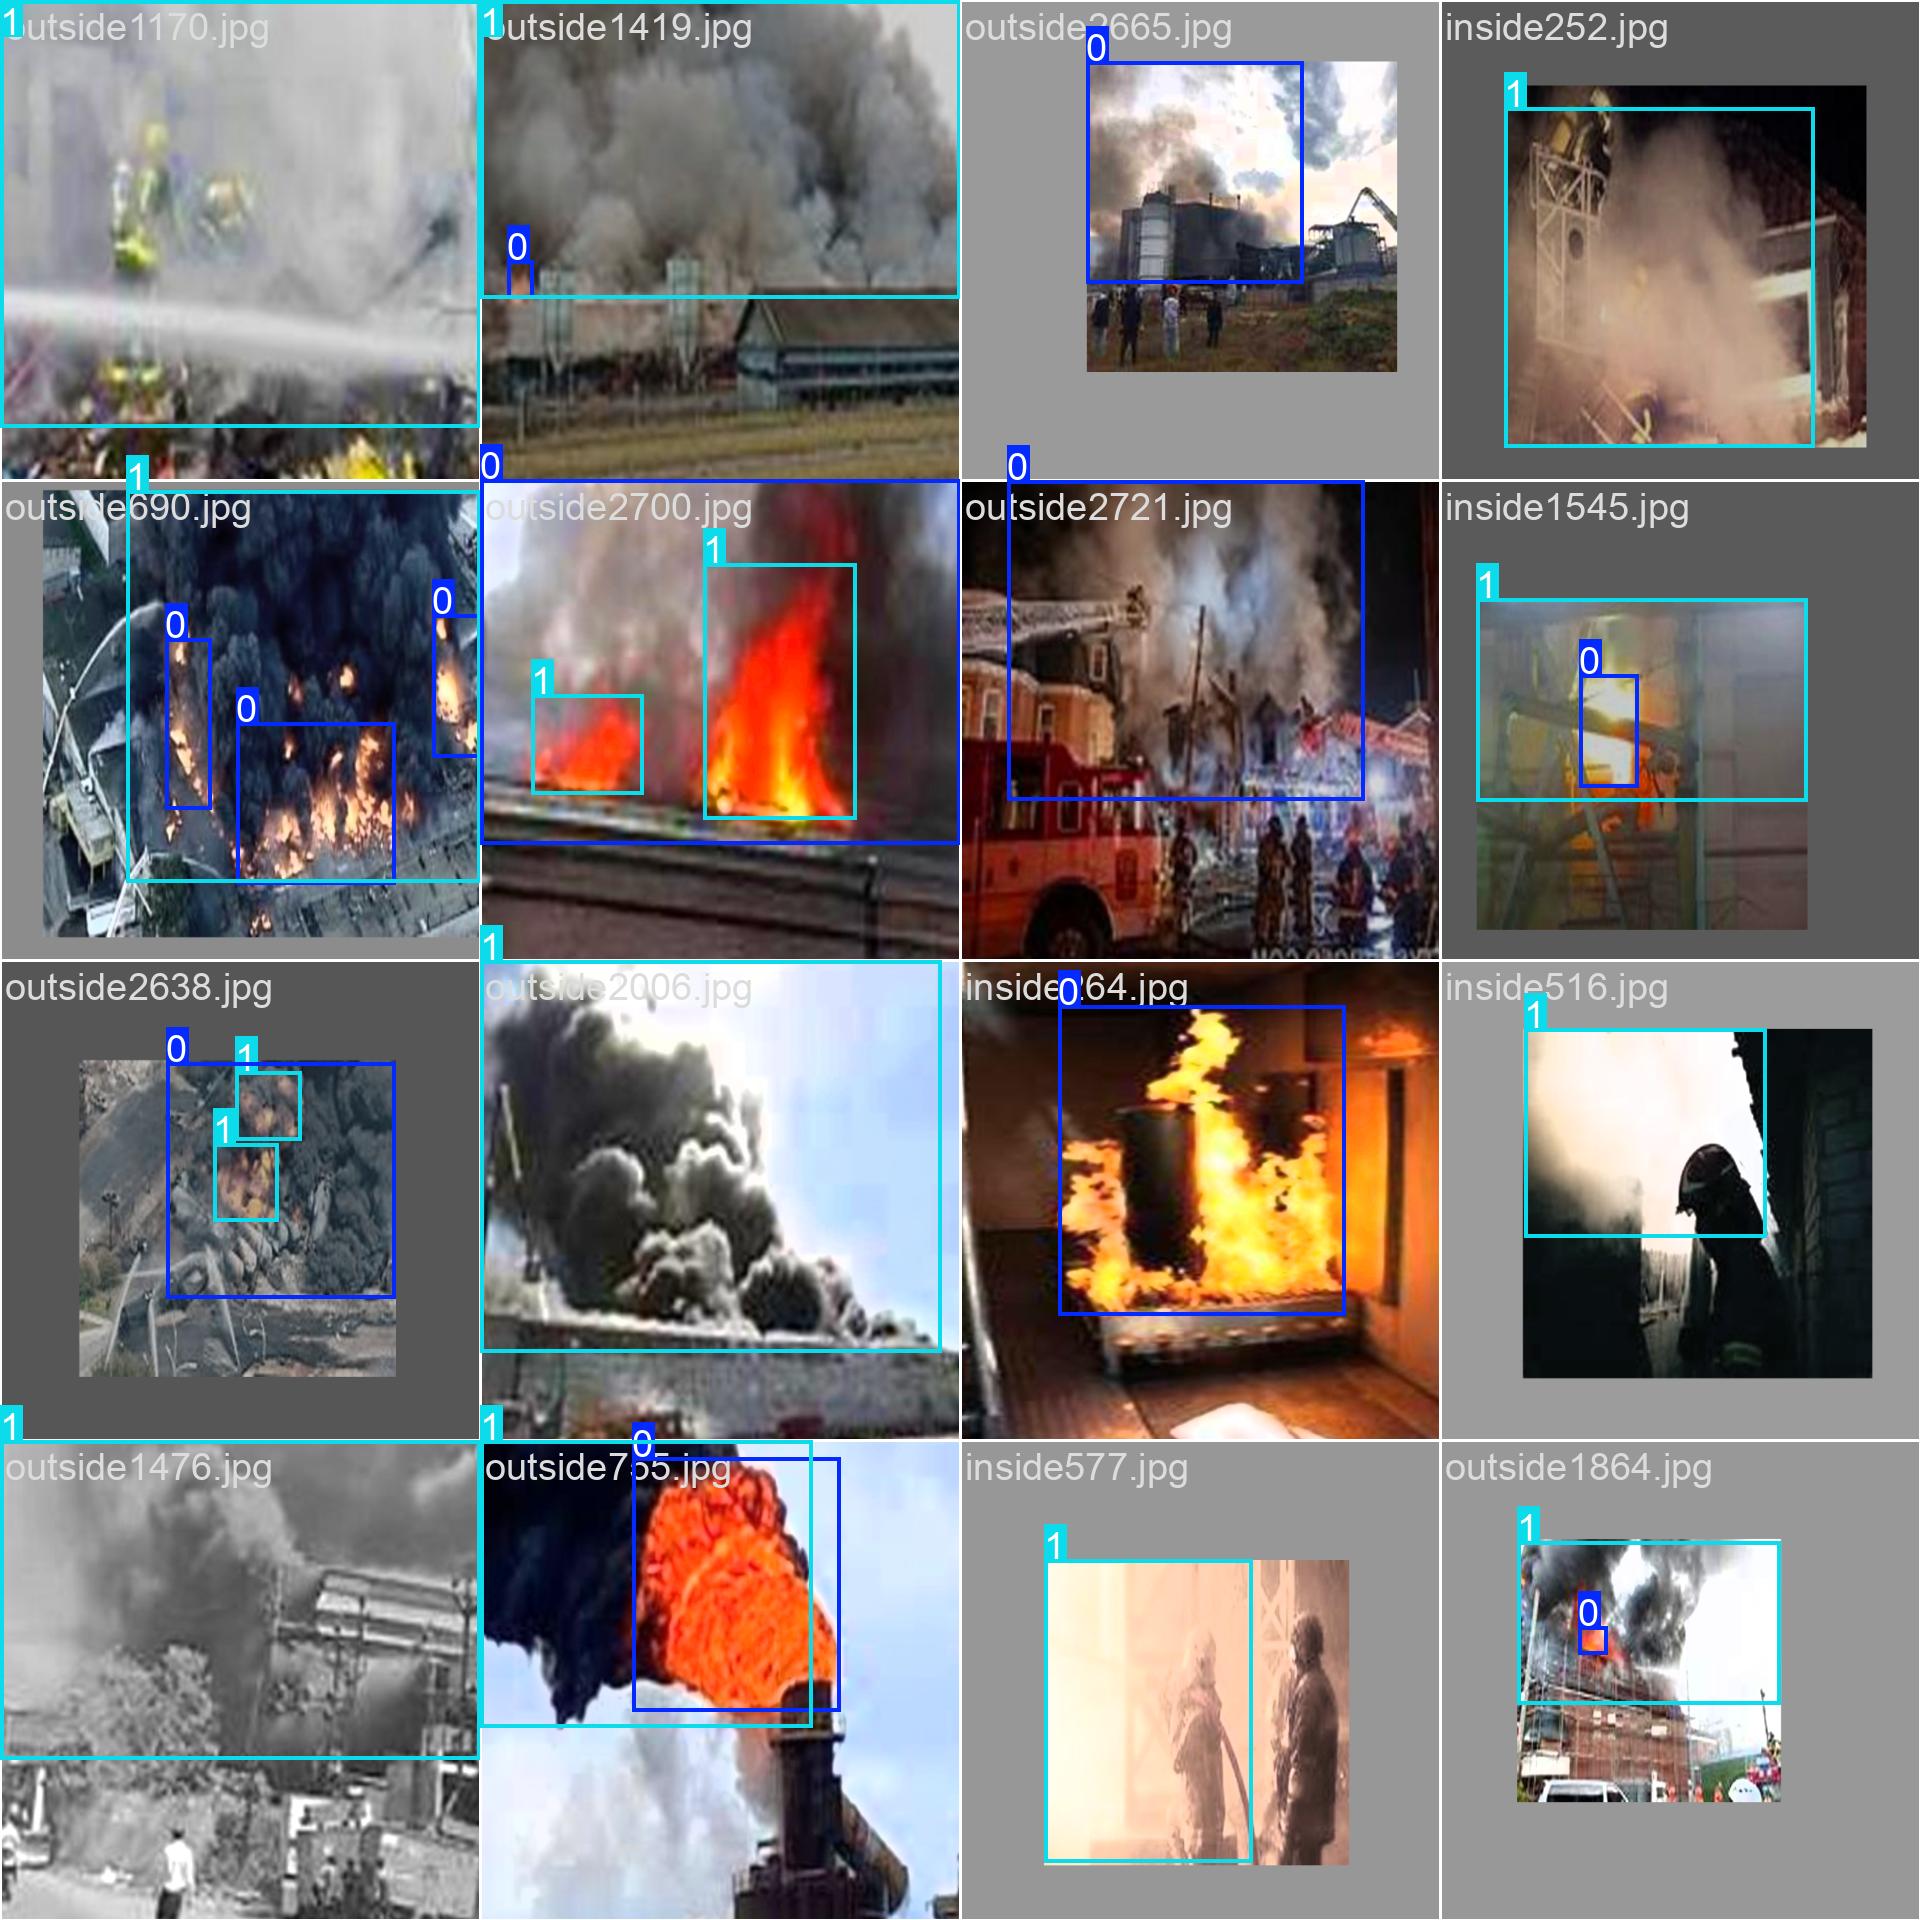 1 outside1170.jpg
1 outside1419.jpg
0
outside2665.jpg
0
inside252.jpg
1
outside690.jpg
1
0
0
0
outside2700.jpg
0
1
1
outside2721.jpg
0
inside1545.jpg
1
0
outside2638.jpg
0
1
1
outside2006.jpg
1
inside264.jpg
0
inside516.jpg
1
outside1476.jpg
1
outside755.jpg
1
0
inside577.jpg
1
outside1864.jpg
1
0